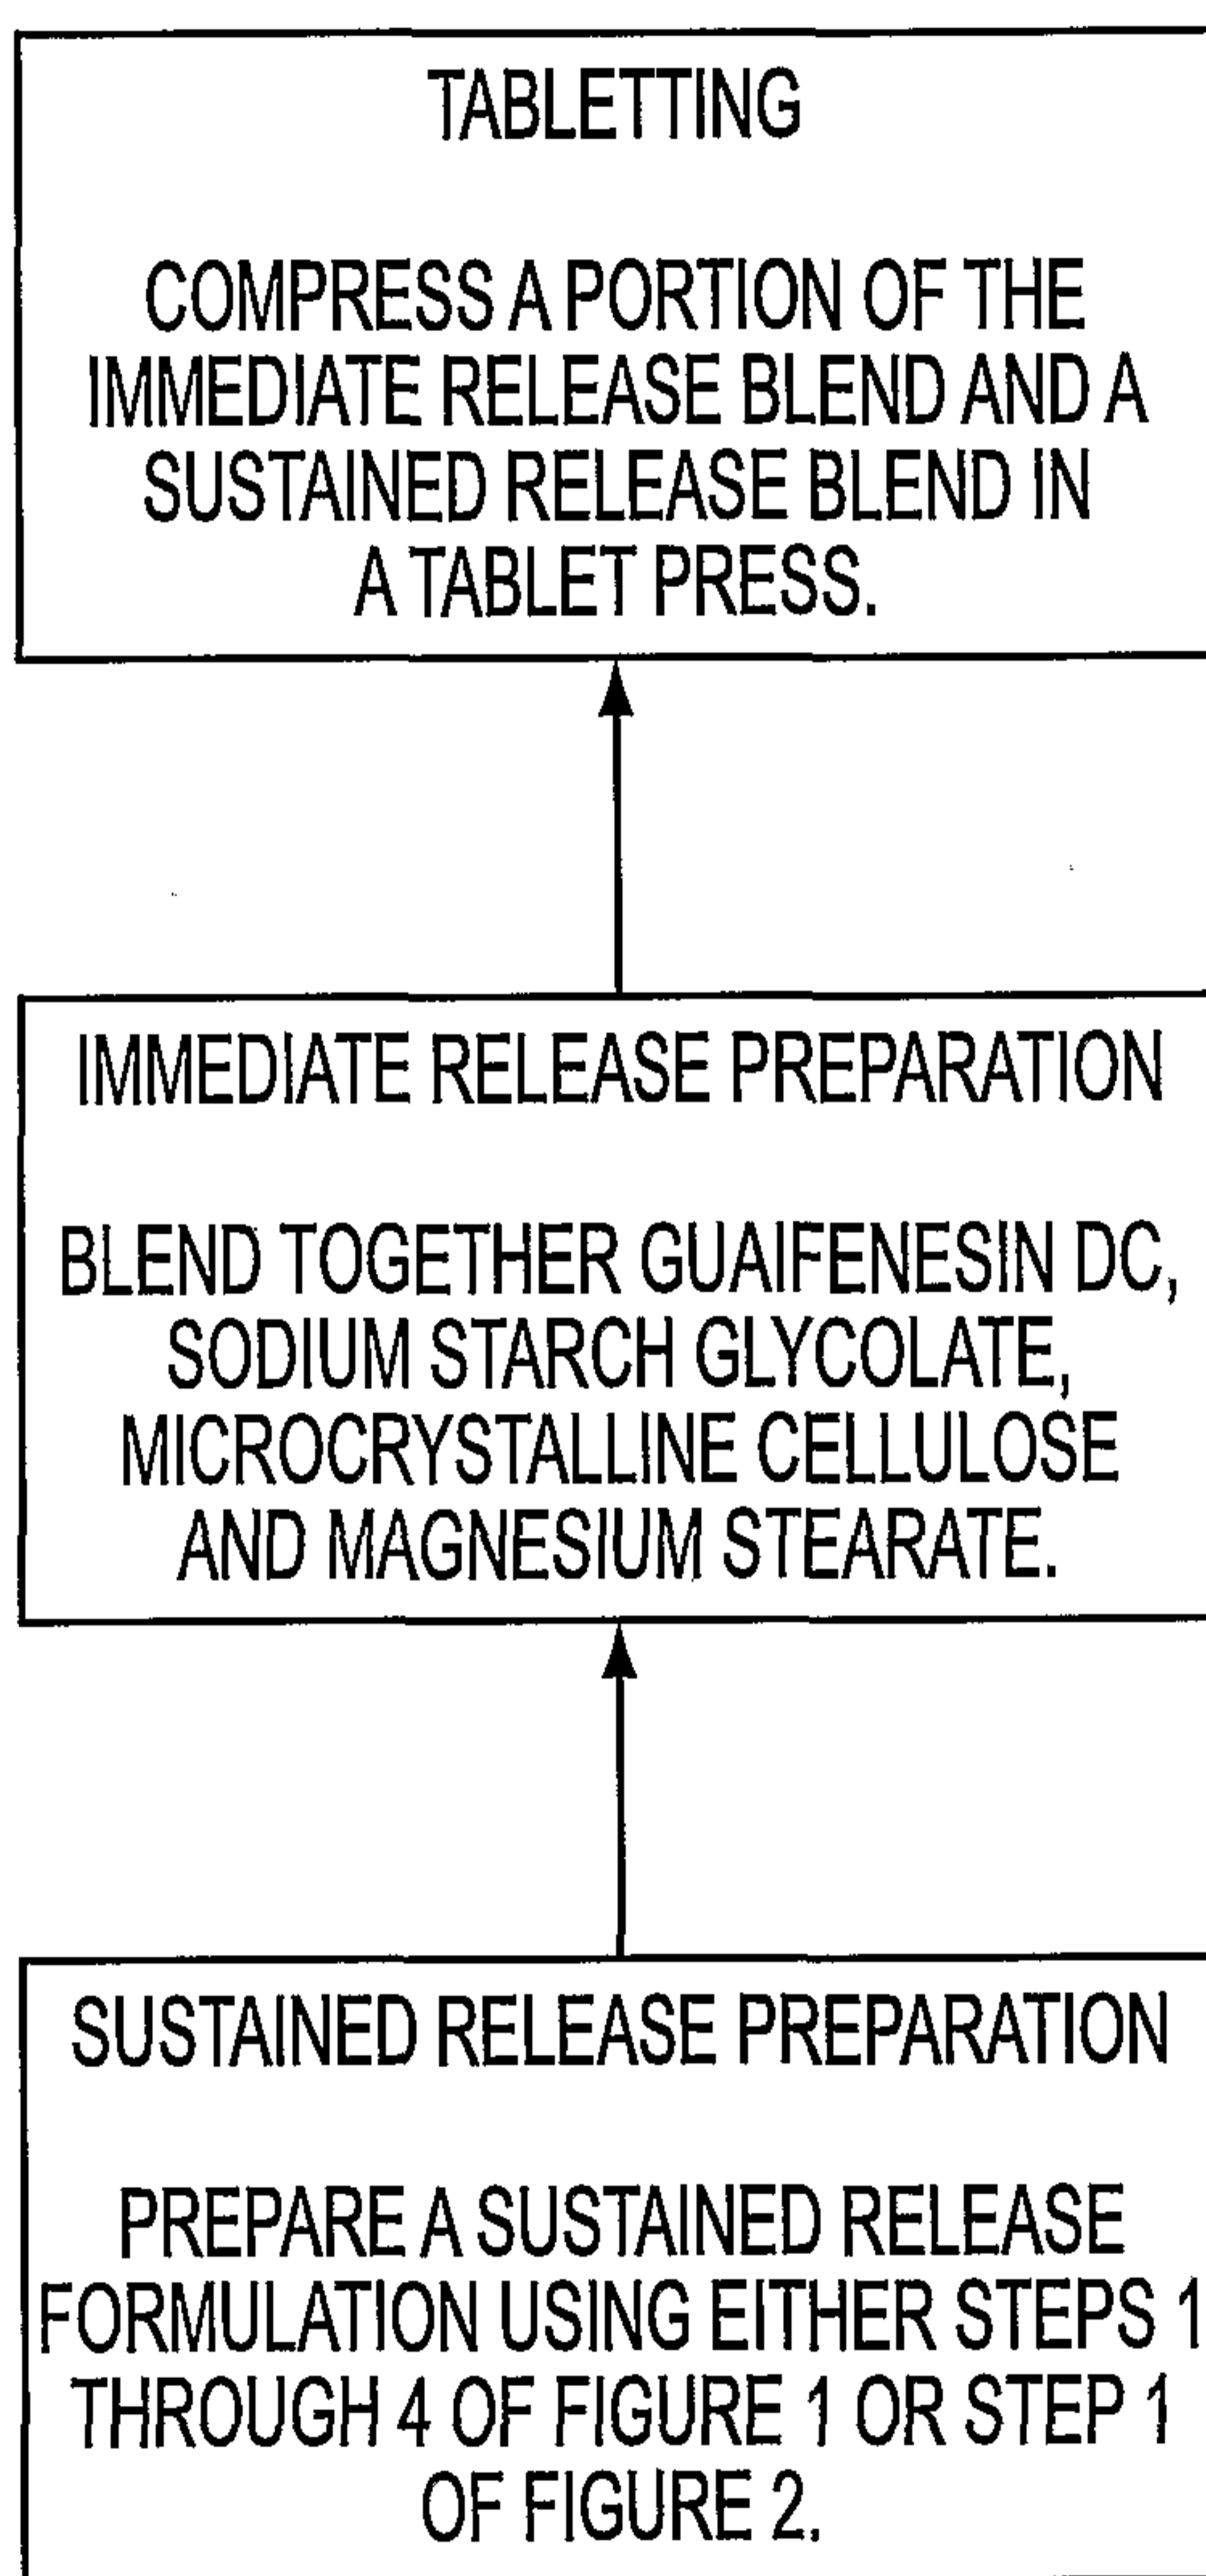 TABLETTING
COMPRESS A PORTION OF THE
IMMEDIATE RELEASE BLEND AND A
SUSTAINED RELEASE BLEND IN
A TABLET PRESS.
IMMEDIATE RELEASE PREPARATION
BLEND TOGETHER GUAIFENESIN DC,
SODIUM STARCH GLYCOLATE,
MICROCRYSTALLINE CELLULOSE
AND MAGNESIUM STEARATE.
SUSTAINED RELEASE PREPARATION
PREPARE A SUSTAINED RELEASE
FORMULATION USING EITHER STEPS 1
THROUGH 4 OF FIGURE 1 OR STEP 1
OF FIGURE 2.